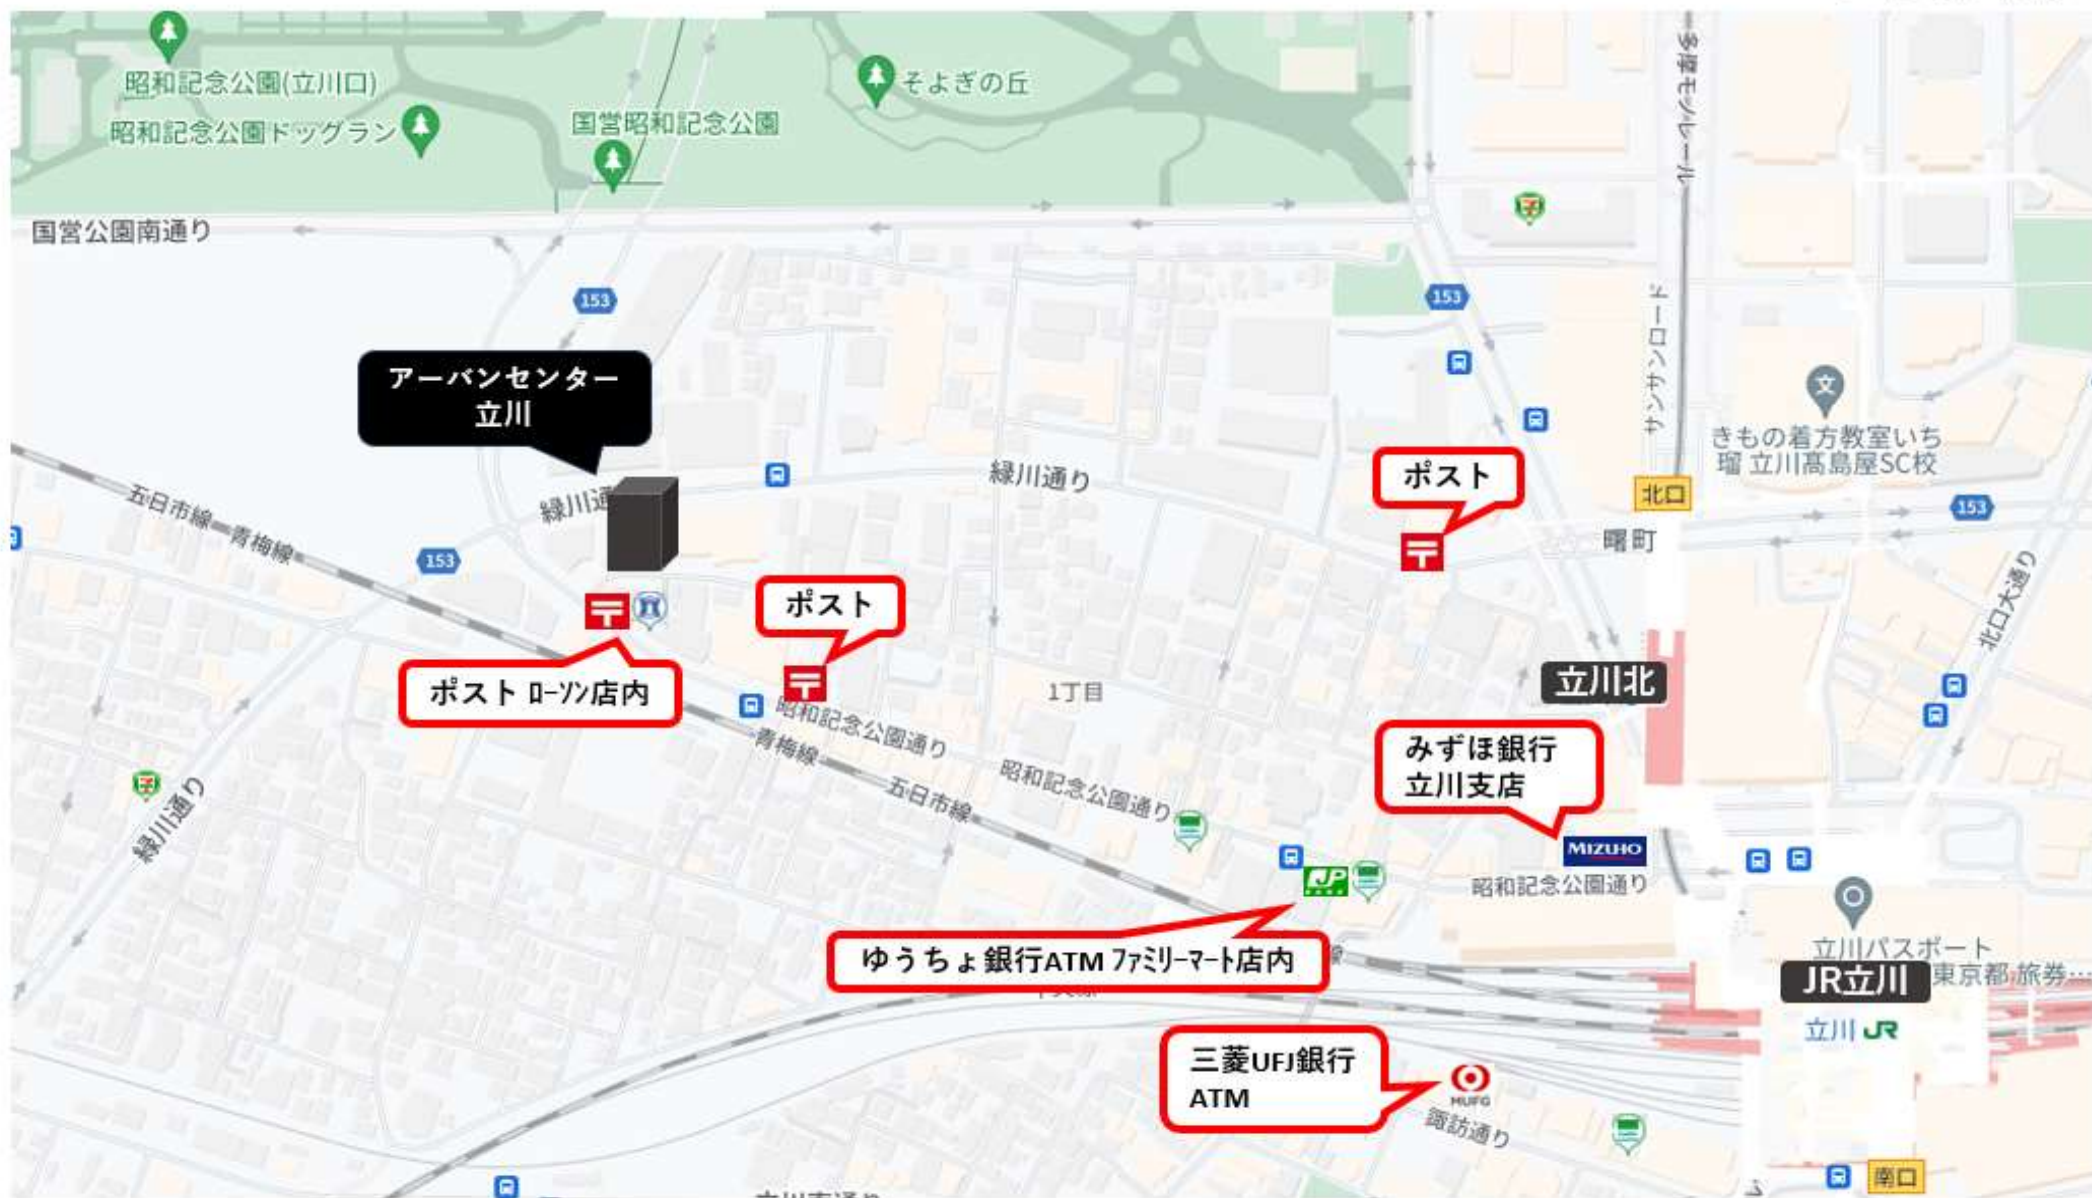 昭和記念公園(立川口)
昭和記念公園ドッグラン
国営昭和記念公園
そよぎの丘
多摩モノレール
国営公園南通り
153
153
サンサンロード
アーバンセンター
立川
きもの着方教室いち
瑠 立川髙島屋SC校
五日市線
青梅線
緑川通
緑川通り
ポスト
北口
153
曙町
153
北口大通り
ポスト
ポスト ﾛｰｿﾝ店内
1丁目
立川北
昭和記念公園通り
青梅線
五日市線
昭和記念公園通り
みずほ銀行
立川支店
MIZUHO
緑川通り
JP
昭和記念公園通り
ゆうちょ銀行ATM ﾌｧﾐﾘｰﾏｰﾄ店内
線
立川パスポート
JR立川
東京都 旅券…
立川 JR
三菱UFJ銀行
ATM
MUFG
諏訪通り
南口